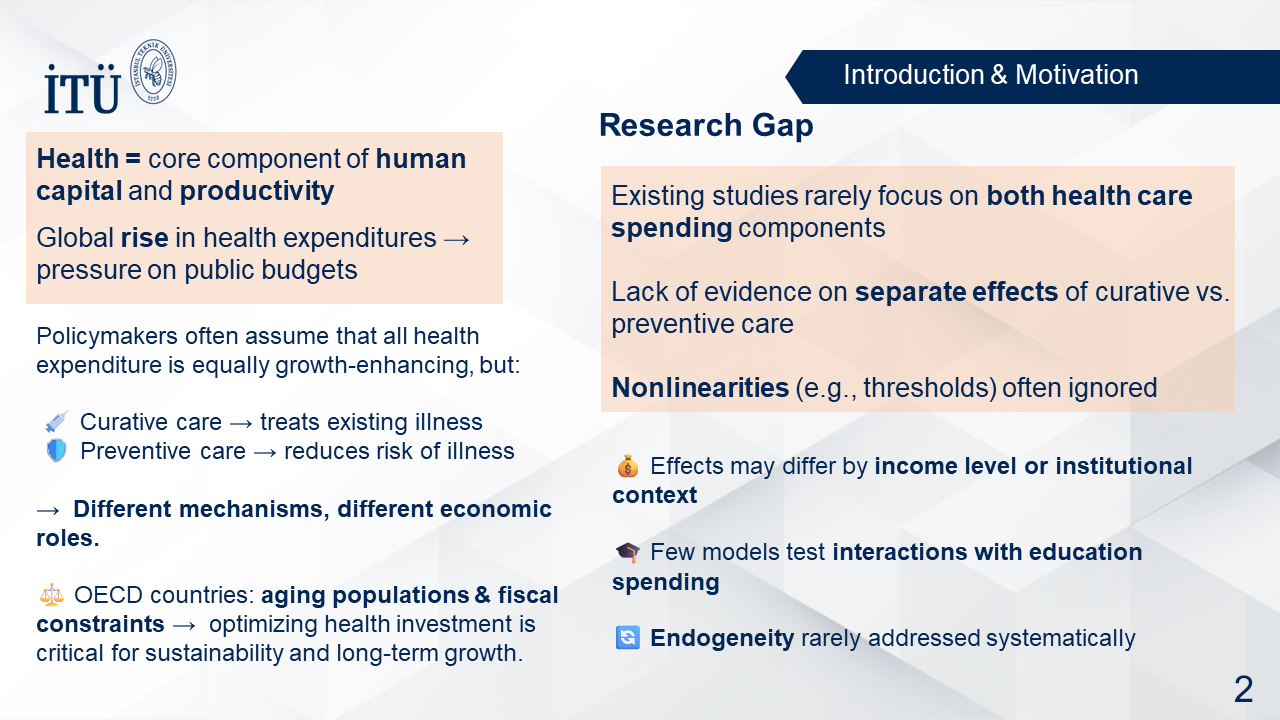 İTÜ
İSTANBUL TEKNİK ÜNİVERSİTESİ
1773
Introduction & Motivation
Health = core component of human
capital and productivity
Global rise in health expenditures →
pressure on public budgets
Policymakers often assume that all health
expenditure is equally growth-enhancing, but:
Curative care → treats existing illness
Preventive care → reduces risk of illness
→ Different mechanisms, different economic
roles.
OECD countries: aging populations & fiscal
constraints → optimizing health investment is
critical for sustainability and long-term growth.
Research Gap
Existing studies rarely focus on both health care
spending components
Lack of evidence on separate effects of curative vs.
preventive care
Nonlinearities (e.g., thresholds) often ignored
Effects may differ by income level or institutional
context
Few models test interactions with education
spending
Endogeneity rarely addressed systematically
2